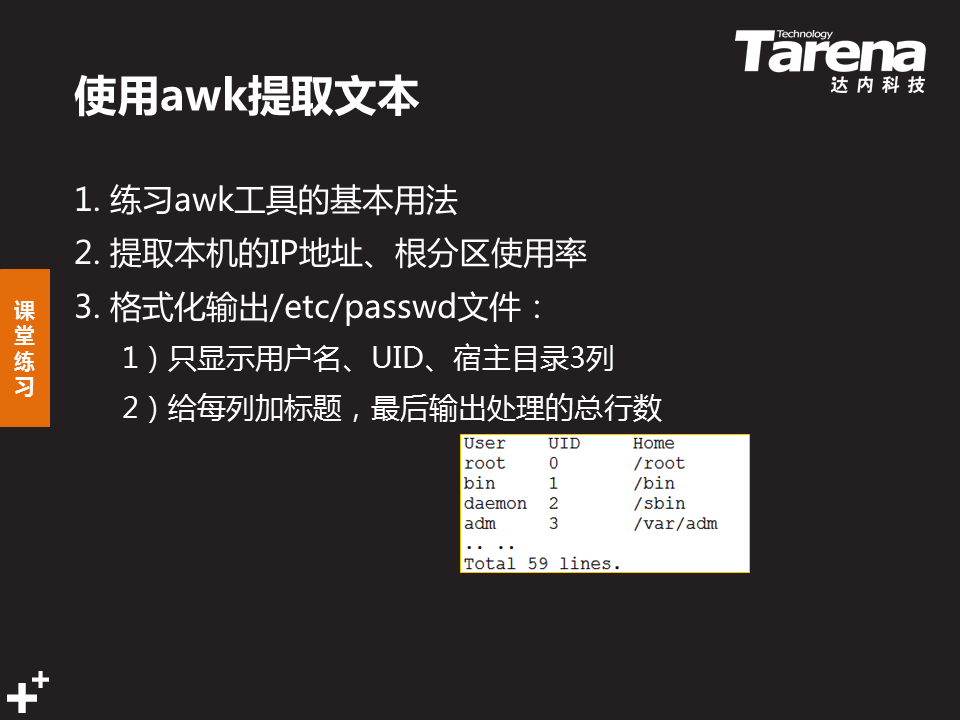 Technology
Tarena
达内科技
使用awk提取文本
1. 练习awk工具的基本用法
2. 提取本机的IP地址、根分区使用率
3. 格式化输出/etc/passwd文件：
1）只显示用户名、UID、宿主目录3列
2）给每列加标题，最后输出处理的总行数
课堂练习
User UID Home
root 0 /root
bin 1 /bin
daemon 2 /sbin
adm 3 /var/adm
.. ..
Total 59 lines.